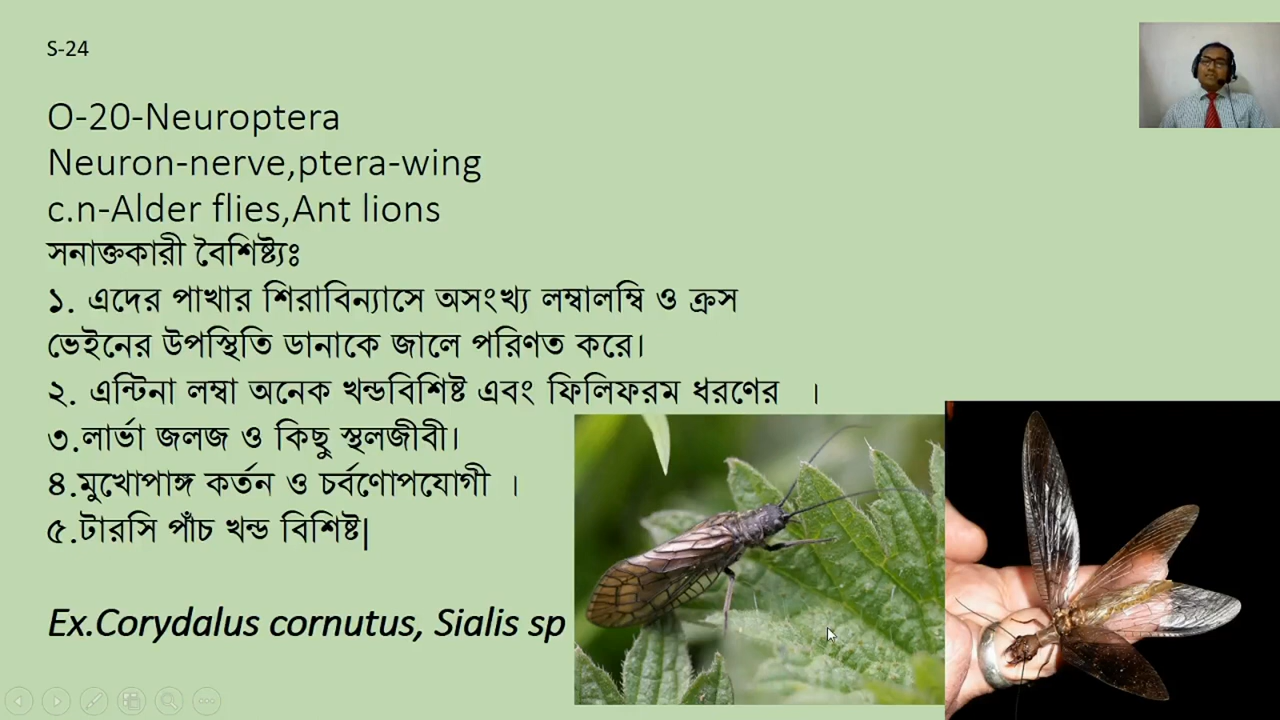 S-24
O-20-Neuroptera
Neuron-nerve,ptera-wing
c.n-Alder flies,Ant lions
সনাক্তকারী বৈশিষ্ট্যঃ
১. এদের পাখার শিরাবিন্যাসে অসংখ্য লম্বালম্বি ও ক্রস
ভেইনের উপস্থিতি ডানাকে জালে পরিণত করে।
২. এন্টিনা লম্বা অনেক খন্ডবিশিষ্ট এবং ফিলিফরম ধরণের ।
৩.লার্ভা জলজ ও কিছু স্থলজীবী।
৪.মুখোপাঙ্গ কর্তন ও চর্বণোপযোগী ।
৫.টারসি পাঁচ খন্ড বিশিষ্ট|
Ex.Corydalus cornutus, Sialis sp